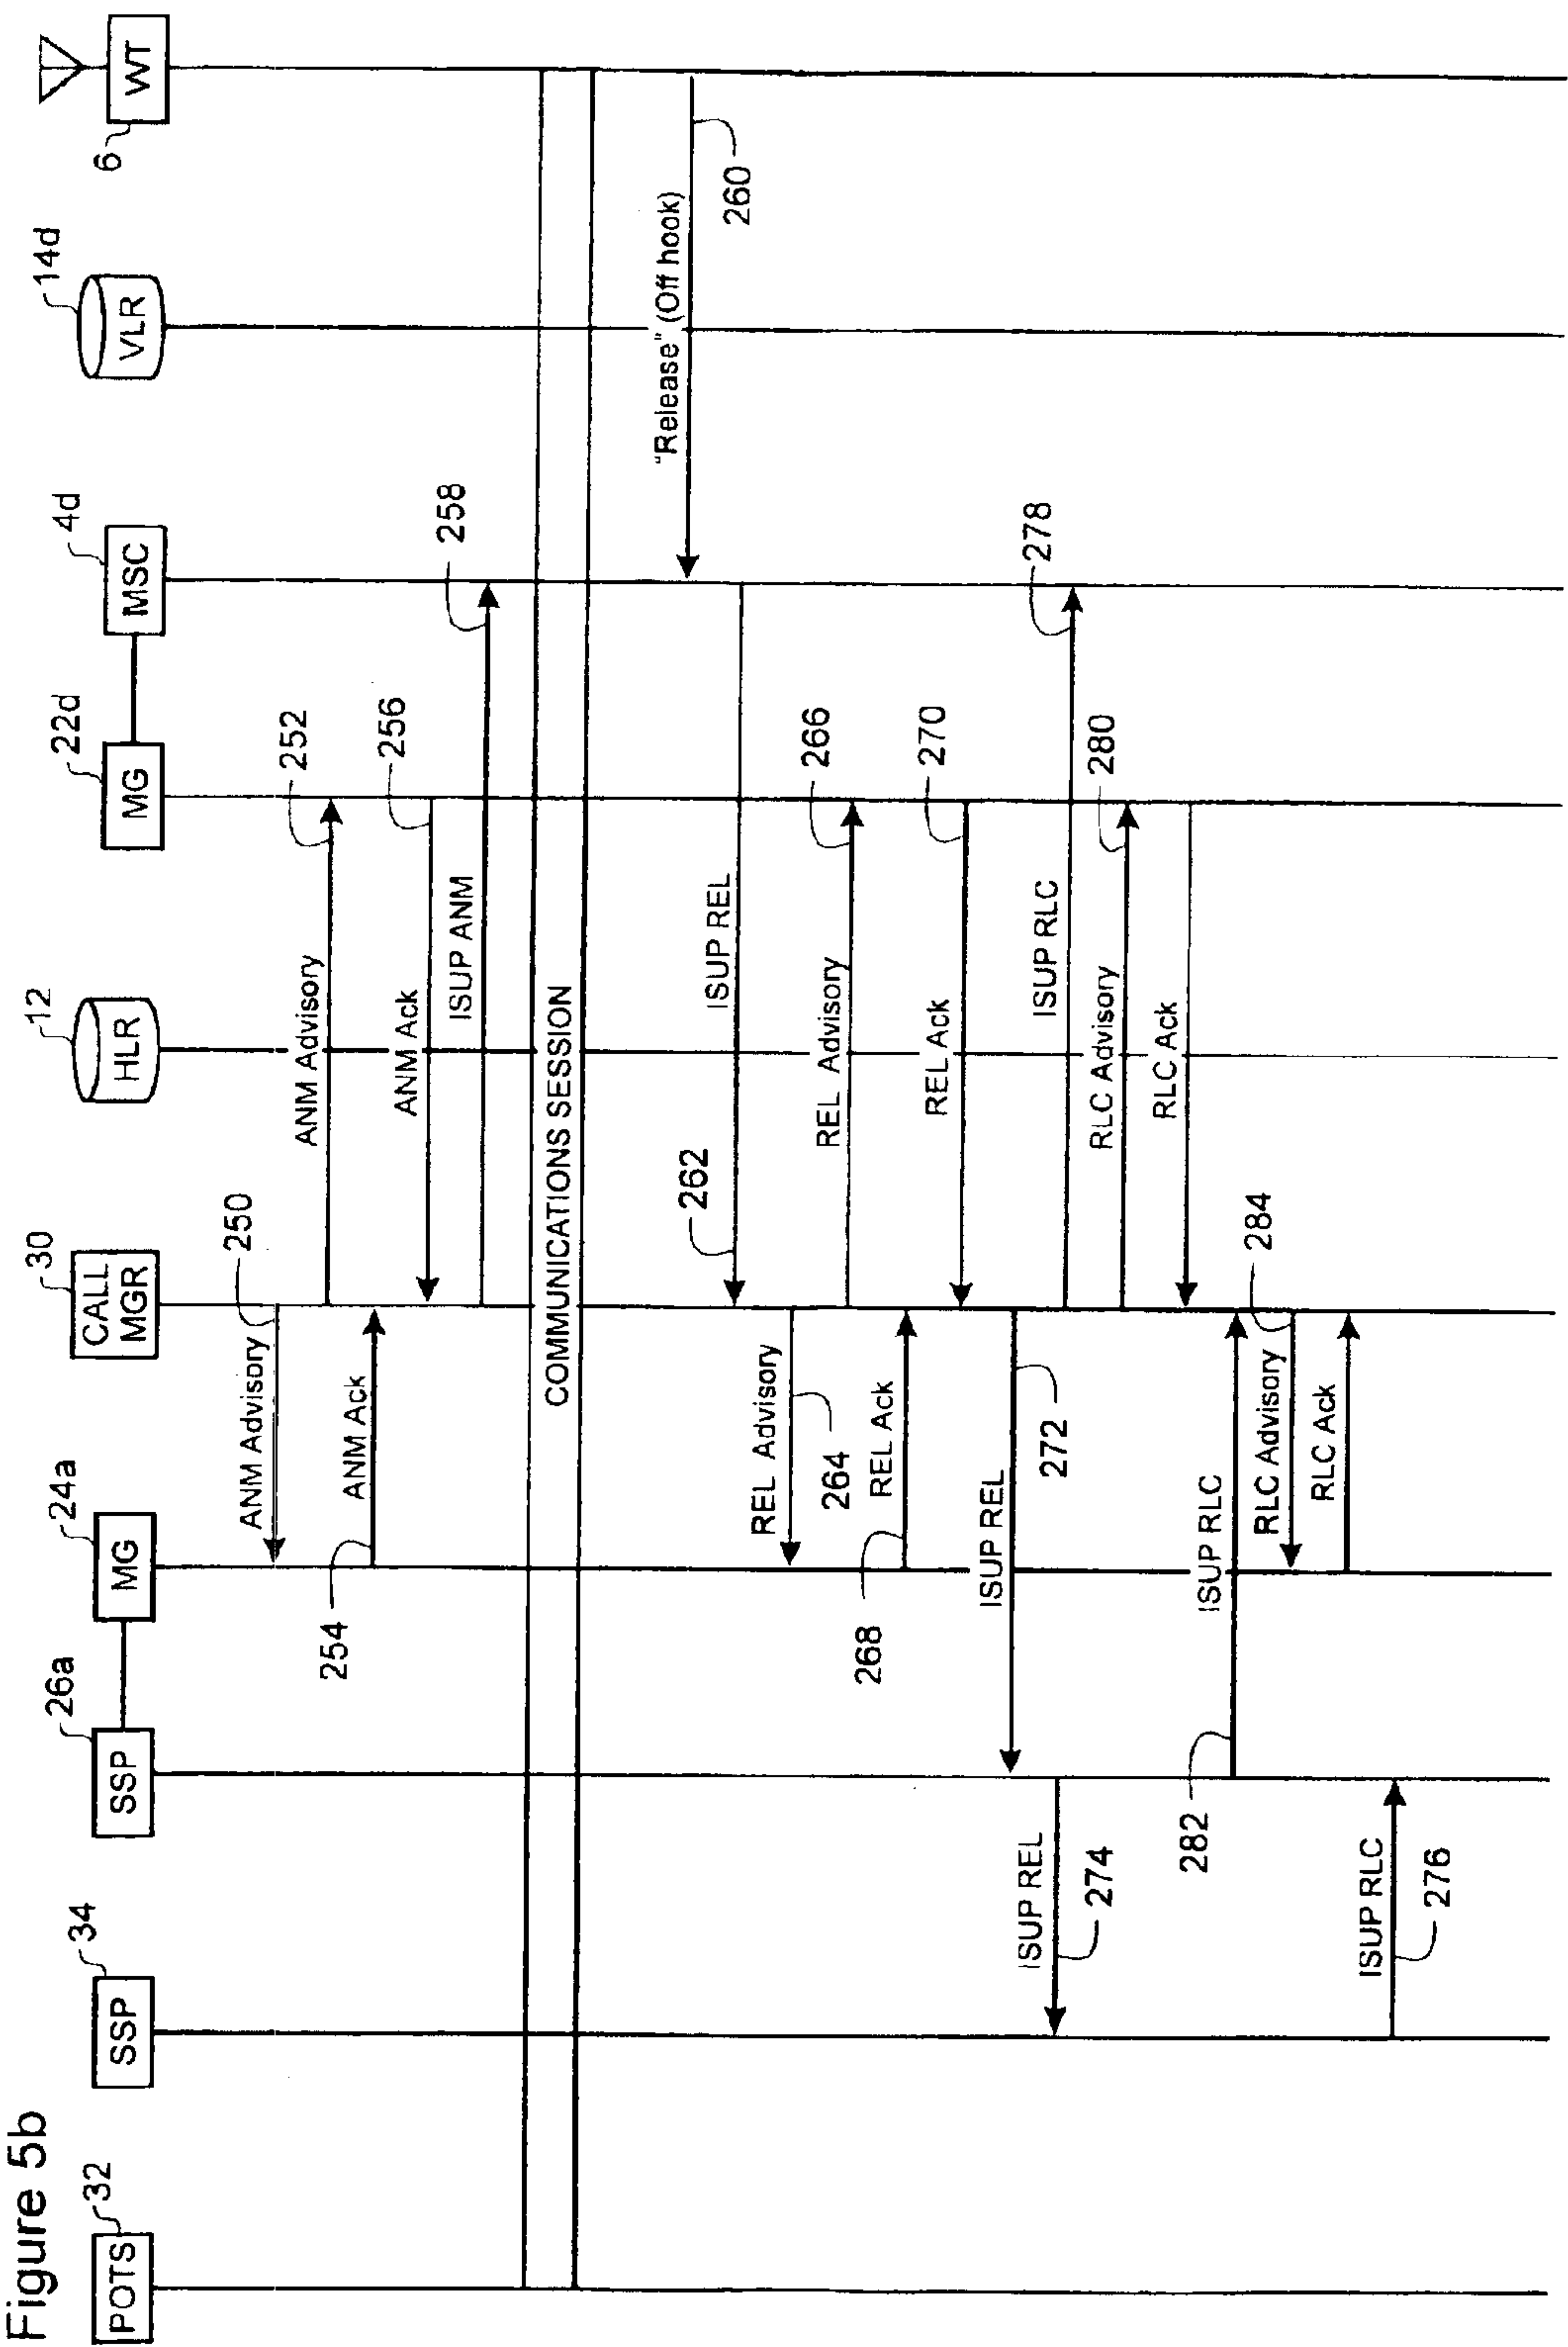 Figure 5b
POTS
32
SSP
34
SSP
26a
MG
24a
CALL
MGR
30
HLR
12
MG
22d
MSC
4d
VLR
14d
WT
6
ANM Advisory
250
ANM Advisory
252
ANM Ack
254
ANM Ack
256
ISUP ANM
258
COMMUNICATIONS SESSION
"Release" (Off hook)
260
ISUP REL
262
REL Advisory
264
REL Advisory
266
REL Ack
268
REL Ack
270
ISUP REL
272
ISUP REL
274
ISUP RLC
278
RLC Advisory
280
RLC Ack
ISUP RLC
282
RLC Advisory
284
RLC Ack
ISUP RLC
276